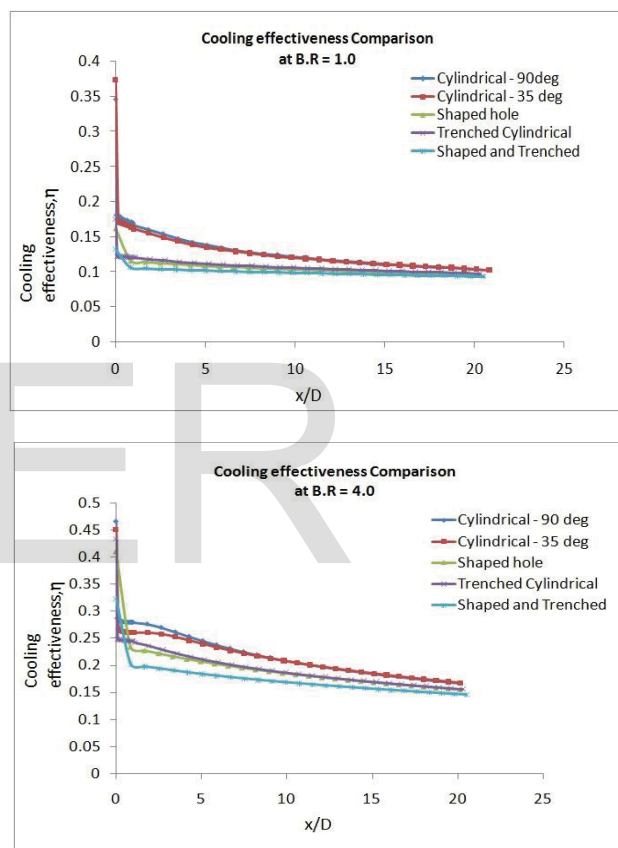 Cooling effectiveness Comparison
at B.R = 1.0
Cylindrical - 90deg
Cylindrical - 35 deg
Shaped hole
Trenched Cylindrical
Shaped and Trenched
0.4
0.35
0.3
0.25
0.2
0.15
0.1
0.05
0
Cooling
effectiveness,η
0 5 10 15 20 25
x/D
ER
Cooling effectiveness Comparison
at B.R = 4.0
Cylindrical - 90 deg
Cylindrical - 35 deg
Shaped hole
Trenched Cylindrical
Shaped and Trenched
0.5
0.45
0.4
0.35
0.3
0.25
0.2
0.15
0.1
0.05
0
Cooling
effectiveness,η
0 5 10 15 20 25
x/D